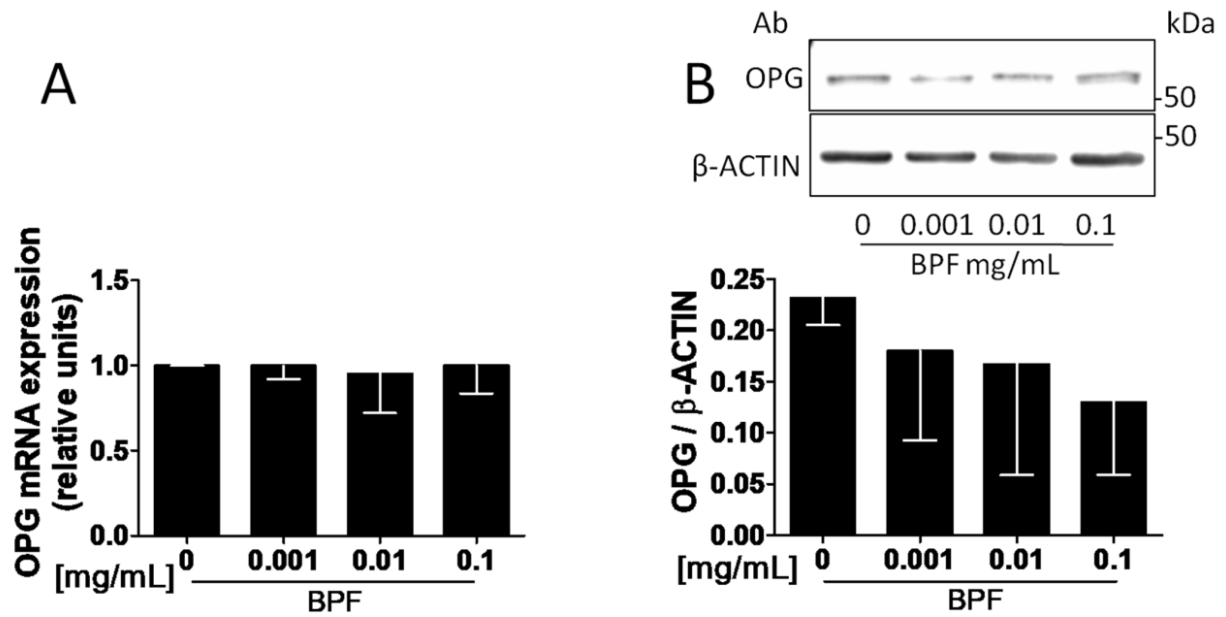 A
OPG mRNA expression
(relative units)
1.5
1.0
0.5
0.0
0 0.001 0.01 0.1
[mg/mL]
BPF
B
Ab kDa
OPG
-50
-50
β-ACTIN
0 0.001 0.01 0.1
BPF mg/mL
OPG / β-ACTIN
0.25
0.20
0.15
0.10
0.05
0.00
0 0.001 0.01 0.1
[mg/mL]
BPF